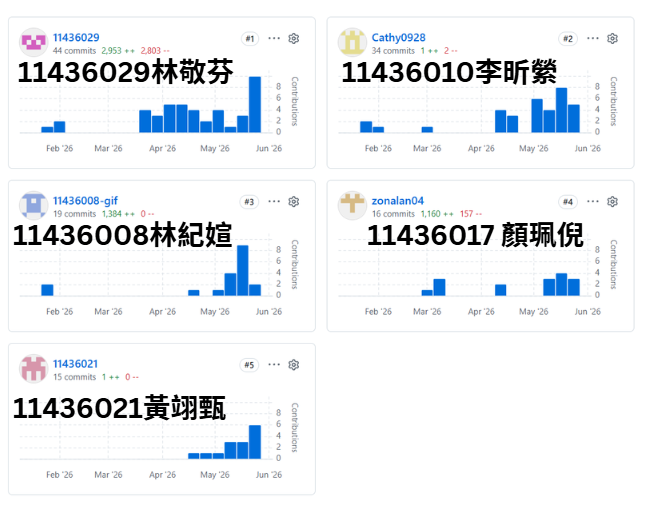 11436029 #1 ...
44 commits 2,953 ++ 2,803 --
11436029林敬芬
8
6
4
2
0
Contributions
Feb '26 Mar '26 Apr '26 May '26 Jun '26
Cathy0928 #2 ...
34 commits 1 ++ 2 --
11436010李昕縈
8
6
4
2
0
Contributions
Feb '26 Mar '26 Apr '26 May '26 Jun '26
11436008-gif #3 ...
19 commits 1,384 ++ 0 --
11436008林紀媗
8
6
4
2
0
Contributions
Feb '26 Mar '26 Apr '26 May '26 Jun '26
zonalan04 #4 ...
16 commits 1,160 ++ 157 --
11436017 顏珮倪
8
6
4
2
0
Contributions
Feb '26 Mar '26 Apr '26 May '26 Jun '26
11436021 #5 ...
15 commits 1 ++ 0 --
11436021黃翊甄
8
6
4
2
0
Contributions
Feb '26 Mar '26 Apr '26 May '26 Jun '26